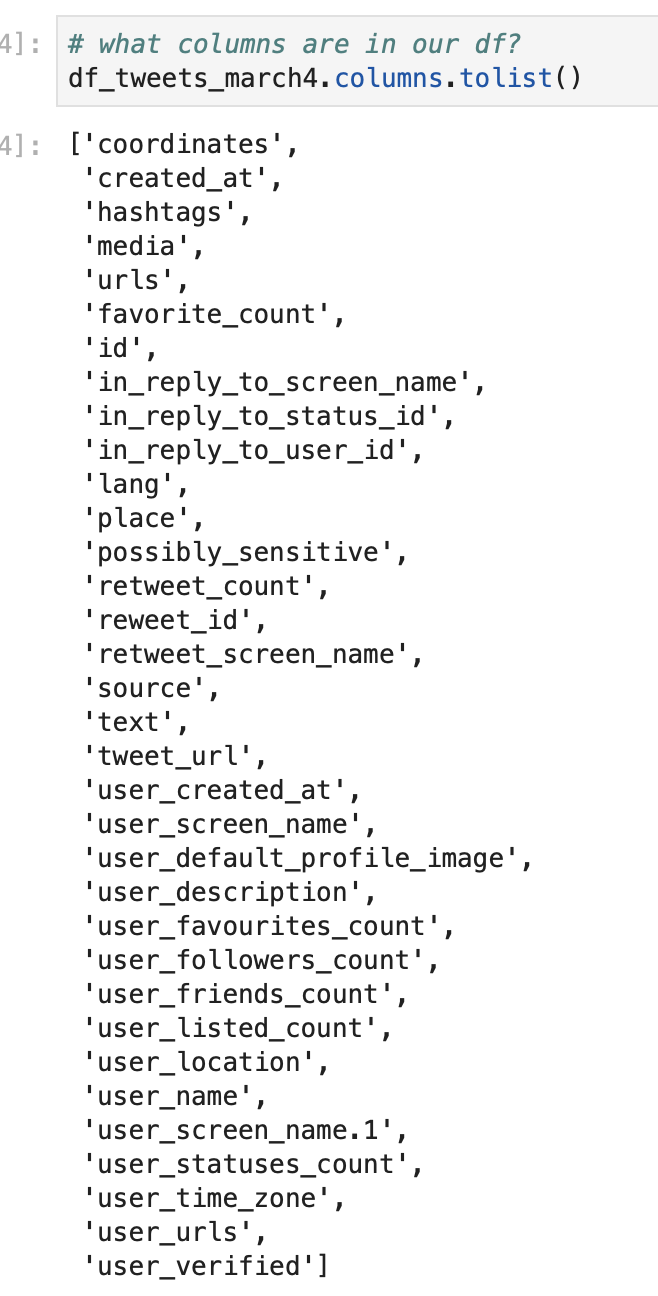 4]: # what columns are in our df?
df_tweets_march4.columns.tolist()
4]: ['coordinates',
'created_at',
'hashtags',
'media',
'urls',
'favorite_count',
'id',
'in_reply_to_screen_name',
'in_reply_to_status_id',
'in_reply_to_user_id',
'lang',
'place',
'possibly_sensitive',
'retweet_count',
'reweet_id',
'retweet_screen_name',
'source',
'text',
'tweet_url',
'user_created_at',
'user_screen_name',
'user_default_profile_image',
'user_description',
'user_favourites_count',
'user_followers_count',
'user_friends_count',
'user_listed_count',
'user_location',
'user_name',
'user_screen_name.1',
'user_statuses_count',
'user_time_zone',
'user_urls',
'user_verified']